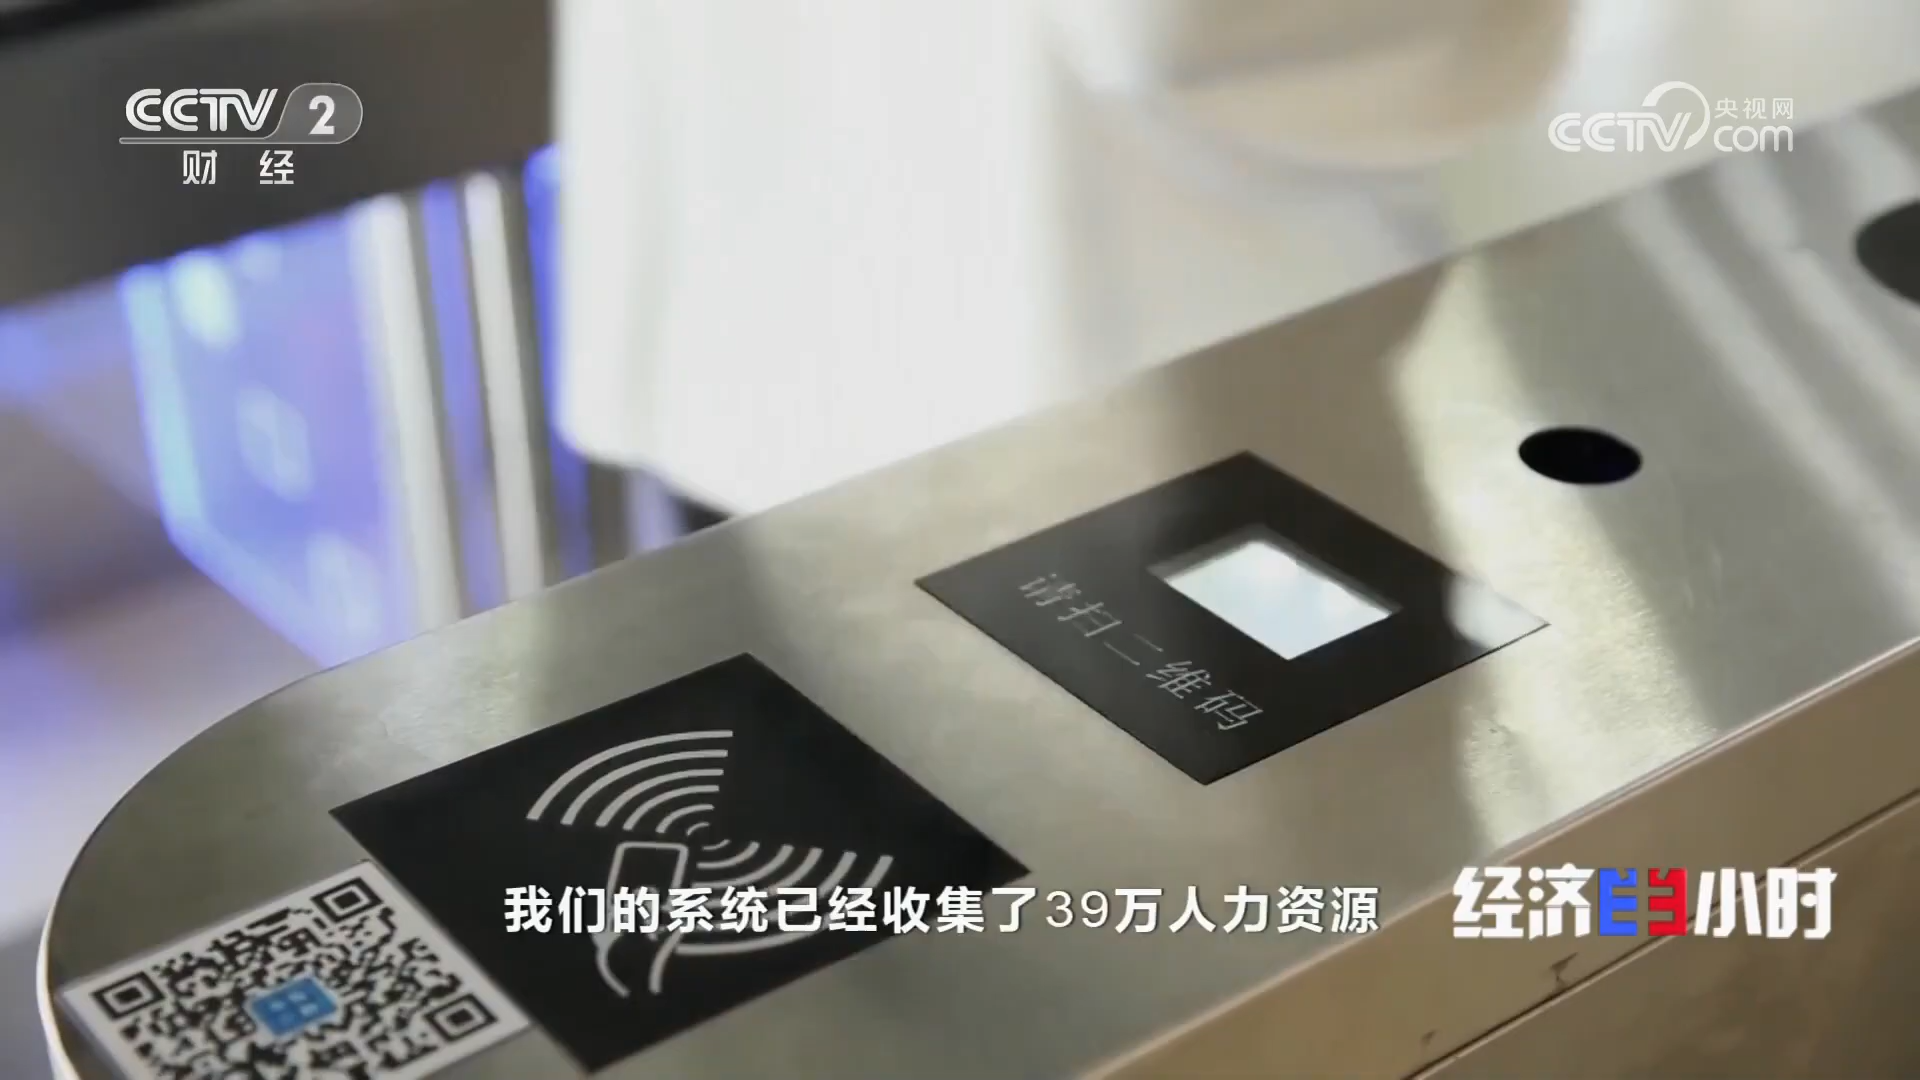 CCTV 2
财 经
央视网
CCTV com
请扫二维码
我们的系统已经收集了39万人力资源
经济半小时